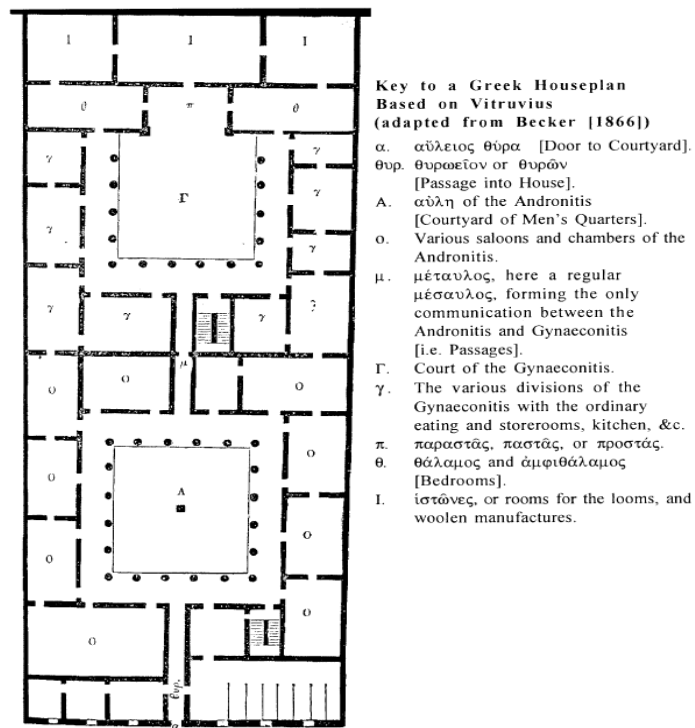 I I I
θ π θ
γ γ
Γ γ
γ γ
γ γ γ γ
μ
O O
O O
A
O O
O O
θυρ.
Key to a Greek Houseplan
Based on Vitruvius
(adapted from Becker [1866])
α. αὔλειος θύρα [Door to Courtyard].
θυρ. θυρωεῖον or θυρῶν
[Passage into House].
A. αὐλη of the Andronitis
[Courtyard of Men's Quarters].
O. Various saloons and chambers of the
Andronitis.
μ. μέταυλος, here a regular
μέσαυλος, forming the only
communication between the
Andronitis and Gynaeconitis
[i.e. Passages].
Γ. Court of the Gynaeconitis.
γ. The various divisions of the
Gynaeconitis with the ordinary
eating and storerooms, kitchen, &c.
π. παραστᾶς, παστᾶς, or προστάς.
θ. θάλαμος and ἀμφιθάλαμος
[Bedrooms].
I. ἱστῶνες, or rooms for the looms, and
woolen manufactures.